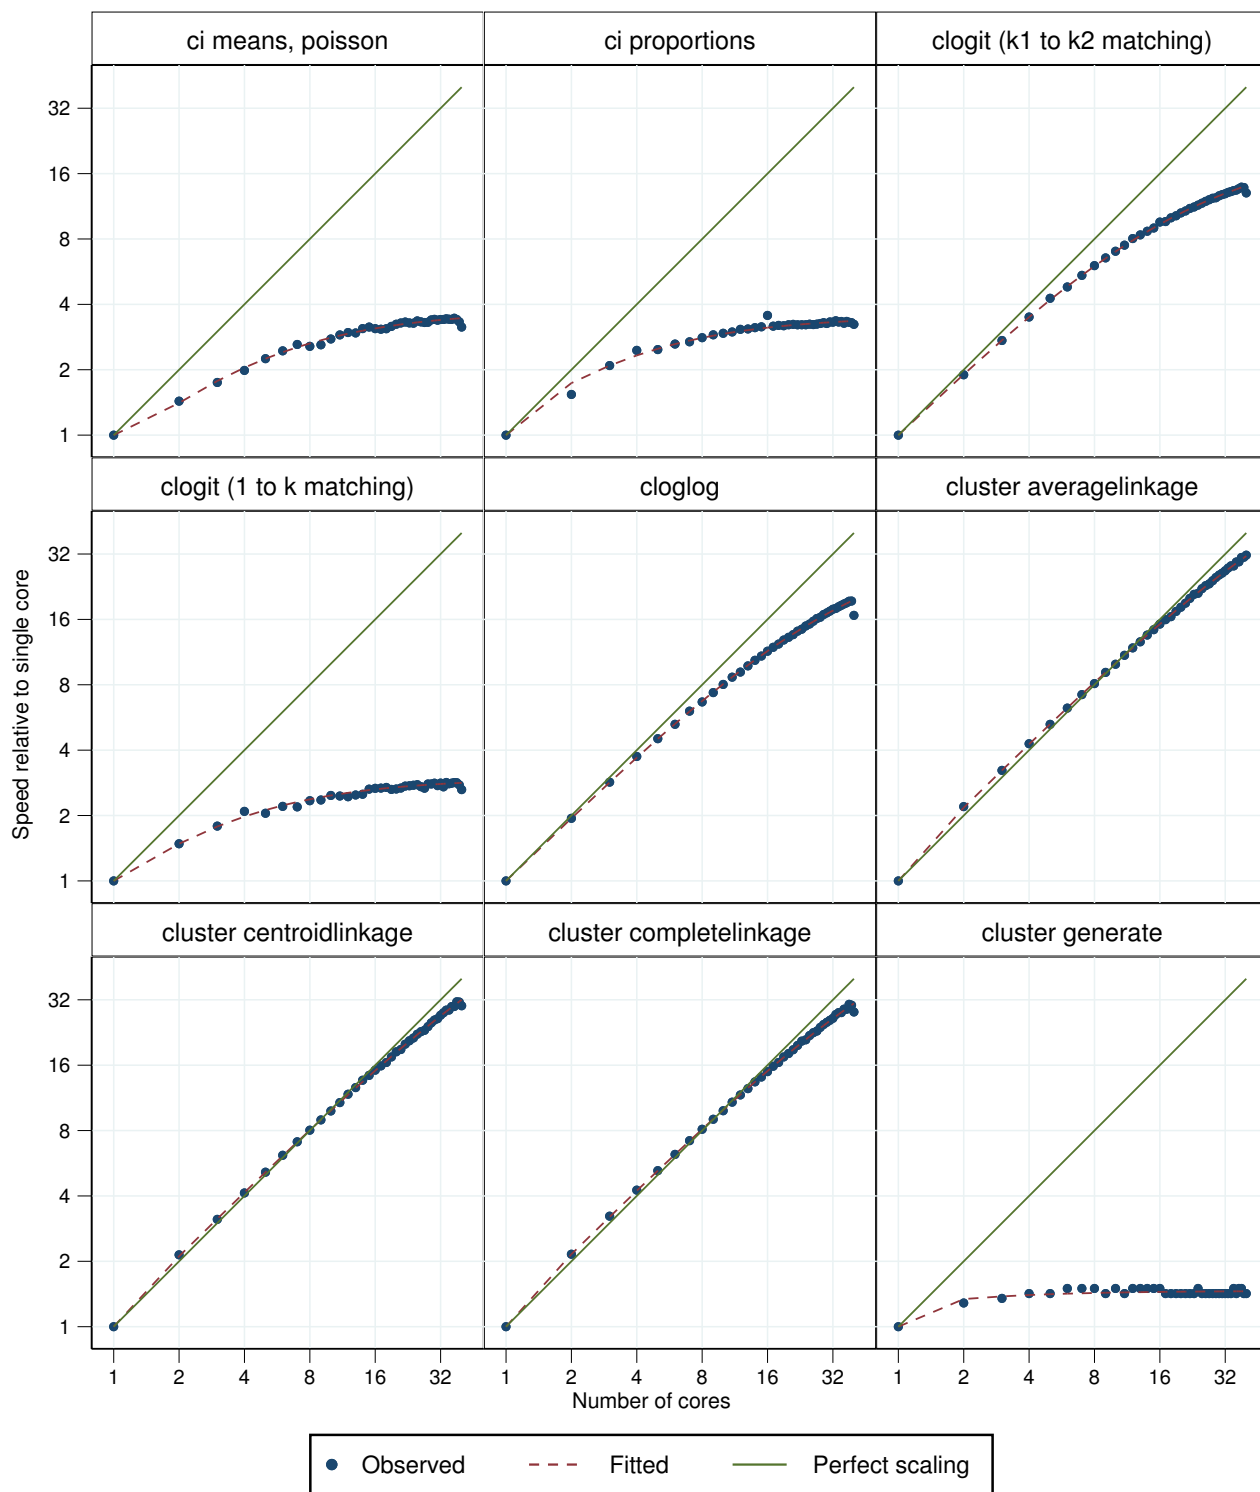 ci means, poisson
ci proportions
clogit (k1 to k2 matching)
32
16
8
4
2
1
clogit (1 to k matching)
cloglog
cluster averagelinkage
32
16
8
4
2
1
Speed relative to single core
cluster centroidlinkage
cluster completelinkage
cluster generate
32
16
8
4
2
1
1 2 4 8 16 32
1 2 4 8 16 32
1 2 4 8 16 32
Number of cores
Observed
Fitted
Perfect scaling